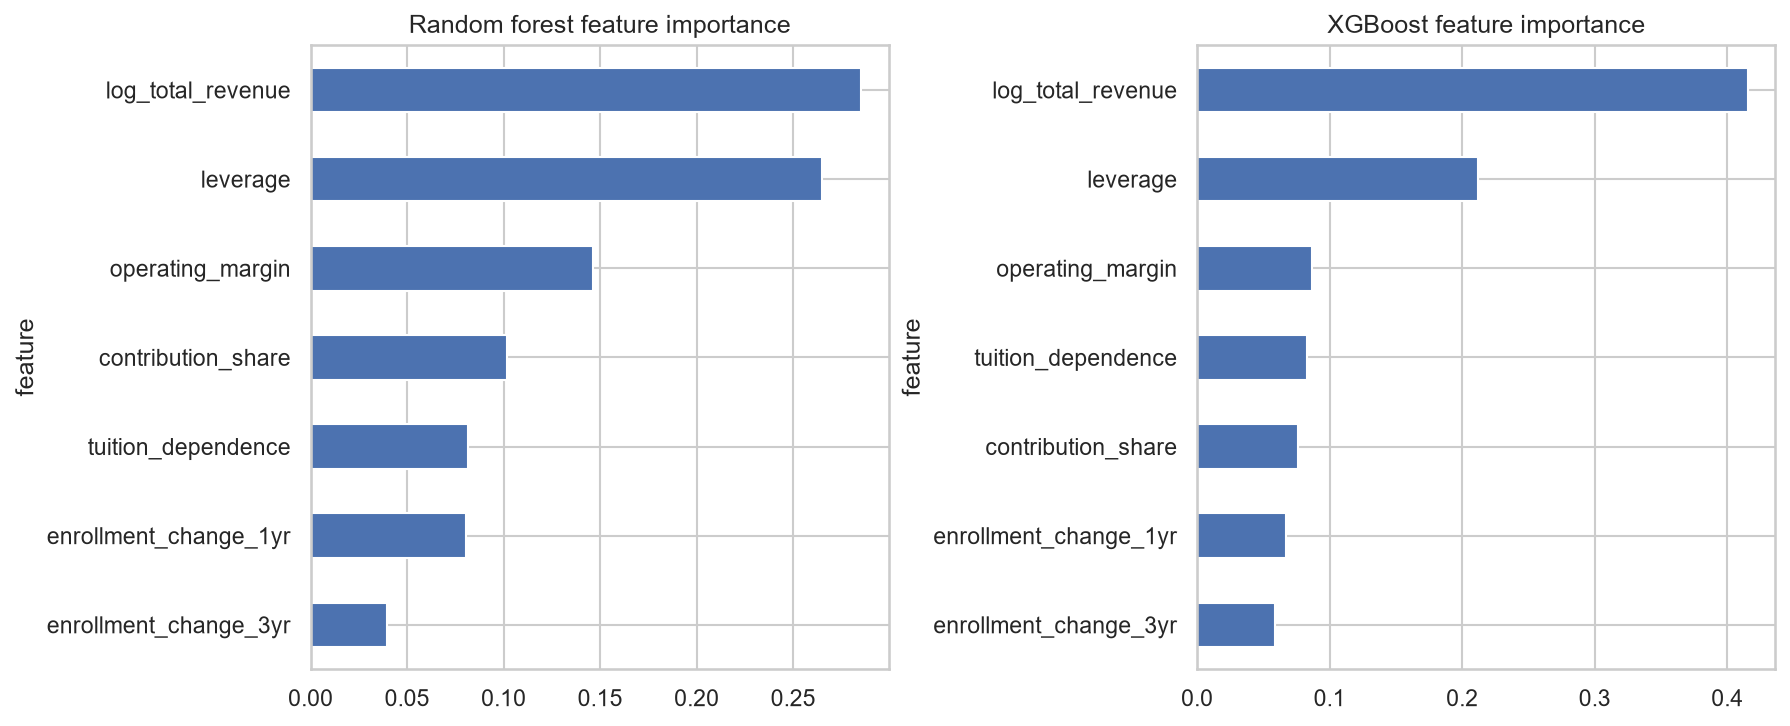 Random forest feature importance
feature
log_total_revenue
leverage
operating_margin
contribution_share
tuition_dependence
enrollment_change_1yr
enrollment_change_3yr
0.00 0.05 0.10 0.15 0.20 0.25
XGBoost feature importance
feature
log_total_revenue
leverage
operating_margin
tuition_dependence
contribution_share
enrollment_change_1yr
enrollment_change_3yr
0.0 0.1 0.2 0.3 0.4